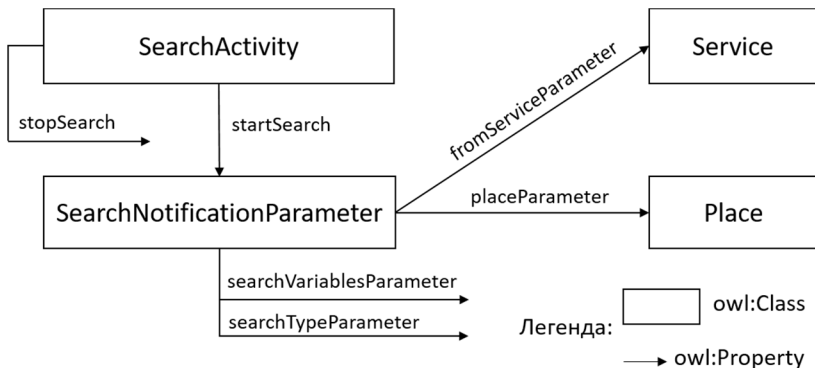 SearchActivity
Service
stopSearch
startSearch
fromServiceParameter
SearchNotificationParameter
placeParameter
Place
searchVariablesParameter
searchTypeParameter
Легенда:
owl:Class
owl:Property